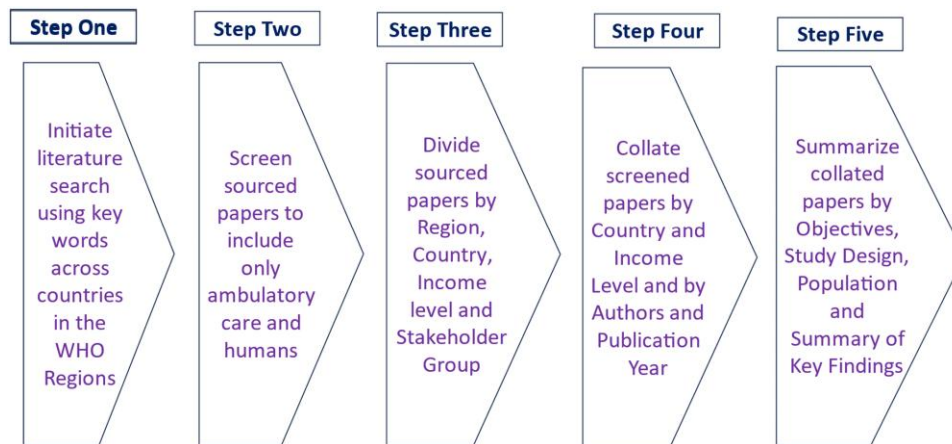 Step One
Initiate
literature
search
using key
words
across
countries
in the
WHO
Regions
Step Two
Screen
sourced
papers to
include
only
ambulatory
care and
humans
Step Three
Divide
sourced
papers by
Region,
Country,
Income
level and
Stakeholder
Group
Step Four
Collate
screened
papers by
Country and
Income
Level and by
Authors and
Publication
Year
Step Five
Summarize
collated
papers by
Objectives,
Study Design,
Population
and
Summary of
Key Findings